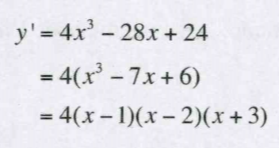 y' = 4x³ – 28x + 24
= 4(x³ – 7x + 6)
= 4(x – 1)(x – 2)(x + 3)